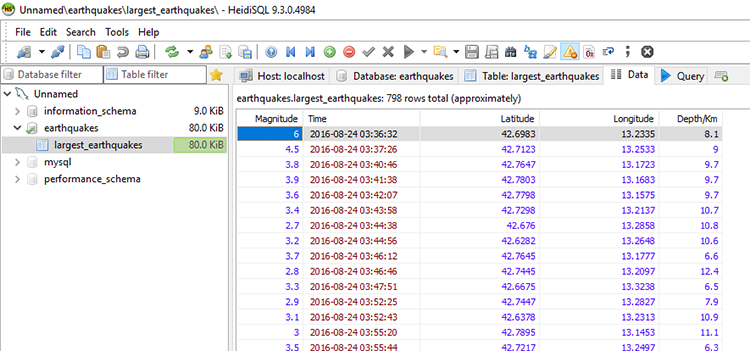 Unnamed\earthquakes\largest_earthquakes\ - HeidiSQL 9.3.0.4984
File Edit Search Tools Help
Database filter Table filter
Host: localhost Database: earthquakes Table: largest_earthquakes Data Query
Unnamed
information_schema 9.0 KiB
earthquakes 80.0 KiB
largest_earthquakes 80.0 KiB
mysql
performance_schema
earthquakes.largest_earthquakes: 798 rows total (approximately)
Magnitude Time Latitude Longitude Depth/Km
6 2016-08-24 03:36:32 42.6983 13.2335 8.1
4.5 2016-08-24 03:37:26 42.7123 13.2533 9
3.8 2016-08-24 03:40:46 42.7647 13.1723 9.7
3.9 2016-08-24 03:41:38 42.7803 13.1683 9.7
3.6 2016-08-24 03:42:07 42.7798 13.1575 9.7
3.4 2016-08-24 03:43:58 42.7298 13.2137 10.7
2.7 2016-08-24 03:44:38 42.676 13.2858 10.8
3.2 2016-08-24 03:44:56 42.6282 13.2648 10.6
3.7 2016-08-24 03:46:12 42.7645 13.1777 6.6
2.8 2016-08-24 03:46:46 42.7445 13.2097 12.4
3.3 2016-08-24 03:47:51 42.6675 13.3238 6.5
2.9 2016-08-24 03:52:25 42.7447 13.2827 7.9
3.1 2016-08-24 03:52:43 42.6378 13.2313 10.9
3 2016-08-24 03:55:20 42.7895 13.1453 11.1
3.5 2016-08-24 03:55:44 42.7217 13.2497 6.3